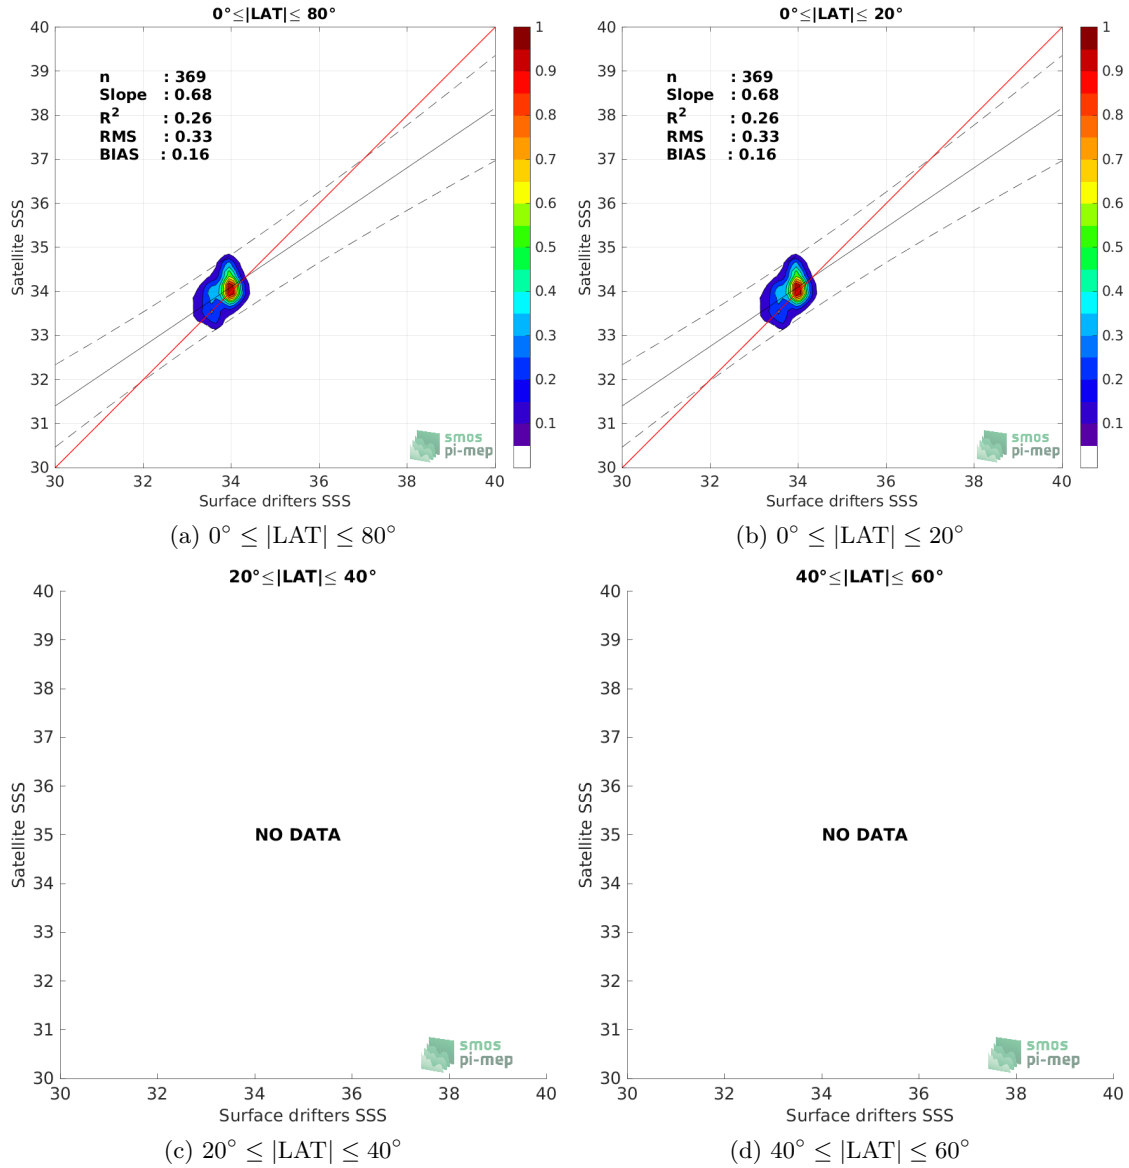 0°≤|LAT|≤ 80°
40
39
38
37
36
35
34
33
32
31
30
Satellite SSS
n : 369
Slope : 0.68
R² : 0.26
RMS : 0.33
BIAS : 0.16
smos
pi-mep
30 32 34 36 38 40
Surface drifters SSS
1
0.9
0.8
0.7
0.6
0.5
0.4
0.3
0.2
0.1
(a) 0° ≤ |LAT| ≤ 80°
0°≤|LAT|≤ 20°
40
39
38
37
36
35
34
33
32
31
30
Satellite SSS
n : 369
Slope : 0.68
R² : 0.26
RMS : 0.33
BIAS : 0.16
smos
pi-mep
30 32 34 36 38 40
Surface drifters SSS
1
0.9
0.8
0.7
0.6
0.5
0.4
0.3
0.2
0.1
(b) 0° ≤ |LAT| ≤ 20°
20°≤|LAT|≤ 40°
40
39
38
37
36
35
34
33
32
31
30
Satellite SSS
NO DATA
smos
pi-mep
30 32 34 36 38 40
Surface drifters SSS
(c) 20° ≤ |LAT| ≤ 40°
40°≤|LAT|≤ 60°
40
39
38
37
36
35
34
33
32
31
30
Satellite SSS
NO DATA
smos
pi-mep
30 32 34 36 38 40
Surface drifters SSS
(d) 40° ≤ |LAT| ≤ 60°